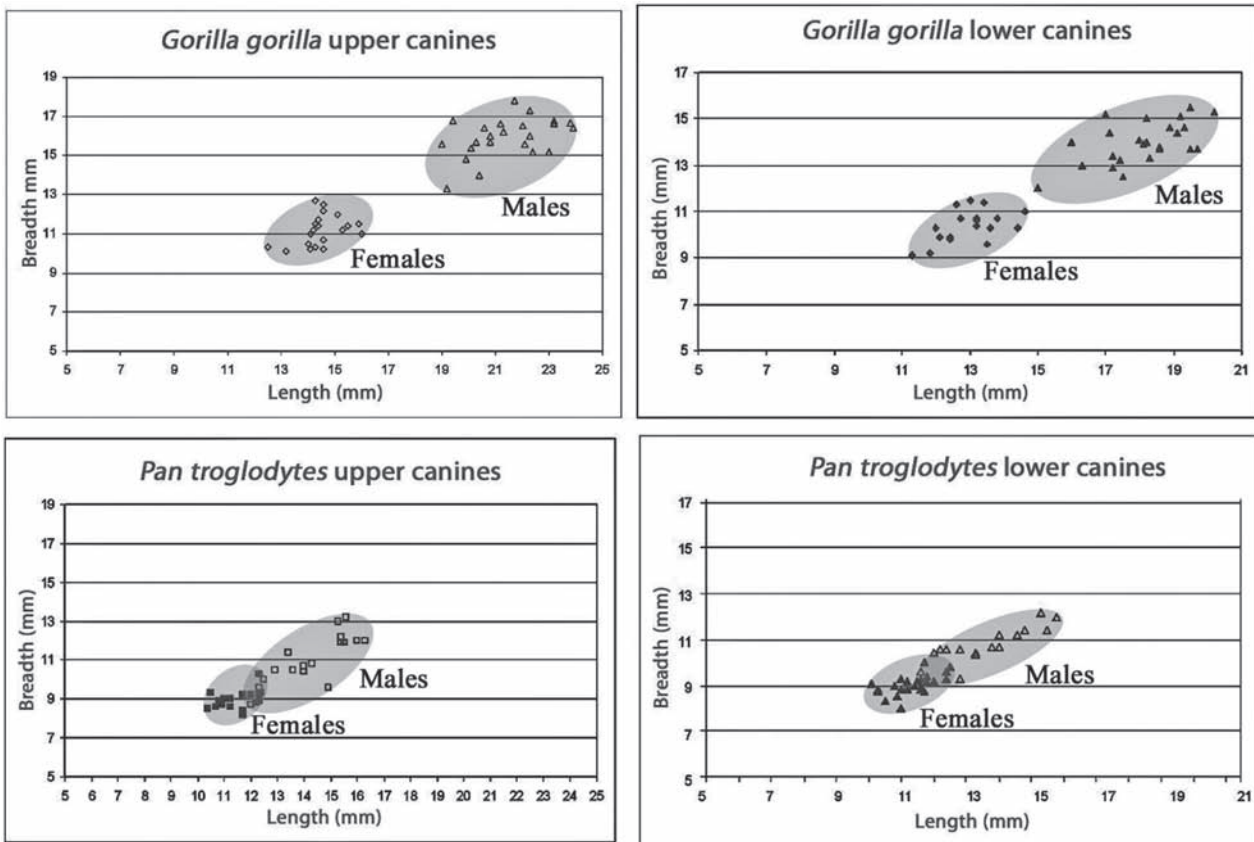 Gorilla gorilla upper canines
19
17
15
13
11
9
7
5
Breadth mm
Males
Females
5 7 9 11 13 15 17 19 21 23 25
Length (mm)
Gorilla gorilla lower canines
17
15
13
11
9
7
5
Breadth (mm)
Males
Females
5 7 9 11 13 15 17 19 21
Length (mm)
Pan troglodytes upper canines
19
17
15
13
11
9
7
5
Breadth (mm)
Males
Females
5 6 7 8 9 10 11 12 13 14 15 16 17 18 19 20 21 22 23 24 25
Length (mm)
Pan troglodytes lower canines
17
15
13
11
9
7
5
Breadth (mm)
Males
Females
5 7 9 11 13 15 17 19 21
Length (mm)